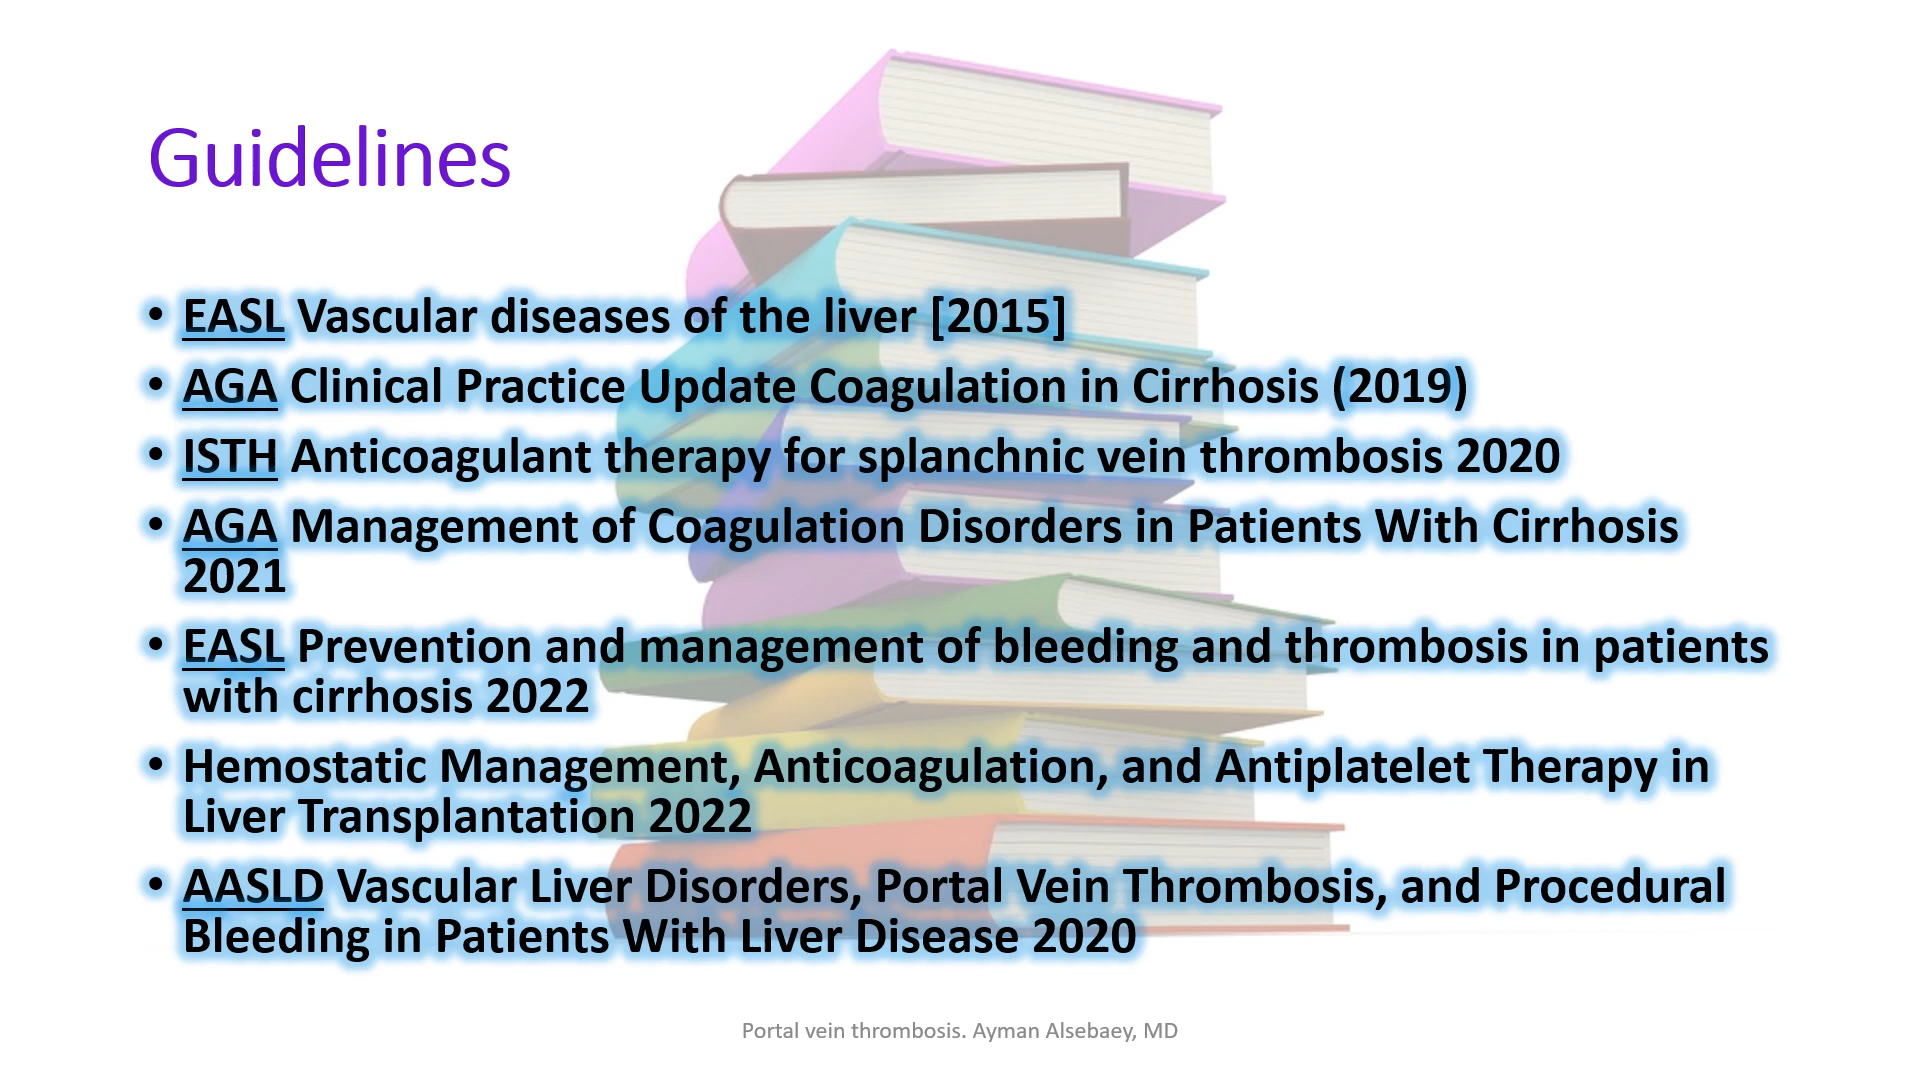 Guidelines
• EASL Vascular diseases of the liver [2015]
• AGA Clinical Practice Update Coagulation in Cirrhosis (2019)
• ISTH Anticoagulant therapy for splanchnic vein thrombosis 2020
• AGA Management of Coagulation Disorders in Patients With Cirrhosis
2021
• EASL Prevention and management of bleeding and thrombosis in patients
with cirrhosis 2022
• Hemostatic Management, Anticoagulation, and Antiplatelet Therapy in
Liver Transplantation 2022
• AASLD Vascular Liver Disorders, Portal Vein Thrombosis, and Procedural
Bleeding in Patients With Liver Disease 2020
Portal vein thrombosis. Ayman Alsebaey, MD